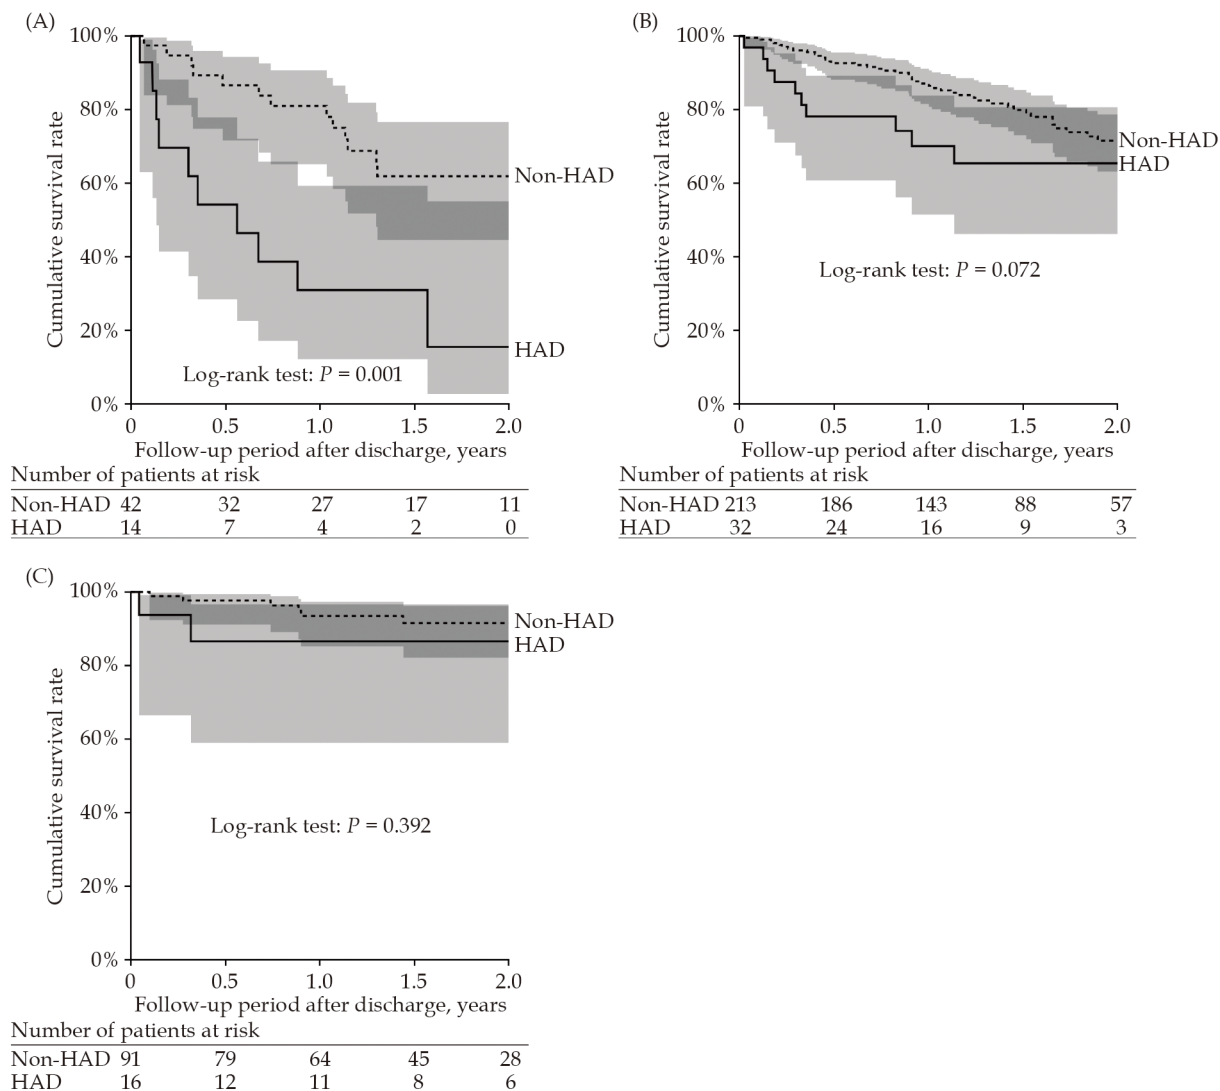 (A)
100%
80%
60%
40%
20%
0%
Cumulative survival rate
Non-HAD
HAD
Log-rank test: P = 0.001
0 0.5 1.0 1.5 2.0
Follow-up period after discharge, years
Number of patients at risk
Non-HAD 42 32 27 17 11
HAD 14 7 4 2 0
(B)
100%
80%
60%
40%
20%
0%
Cumulative survival rate
Non-HAD
HAD
Log-rank test: P = 0.072
0 0.5 1.0 1.5 2.0
Follow-up period after discharge, years
Number of patients at risk
Non-HAD 213 186 143 88 57
HAD 32 24 16 9 3
(C)
100%
80%
60%
40%
20%
0%
Cumulative survival rate
Non-HAD
HAD
Log-rank test: P = 0.392
0 0.5 1.0 1.5 2.0
Follow-up period after discharge, years
Number of patients at risk
Non-HAD 91 79 64 45 28
HAD 16 12 11 8 6